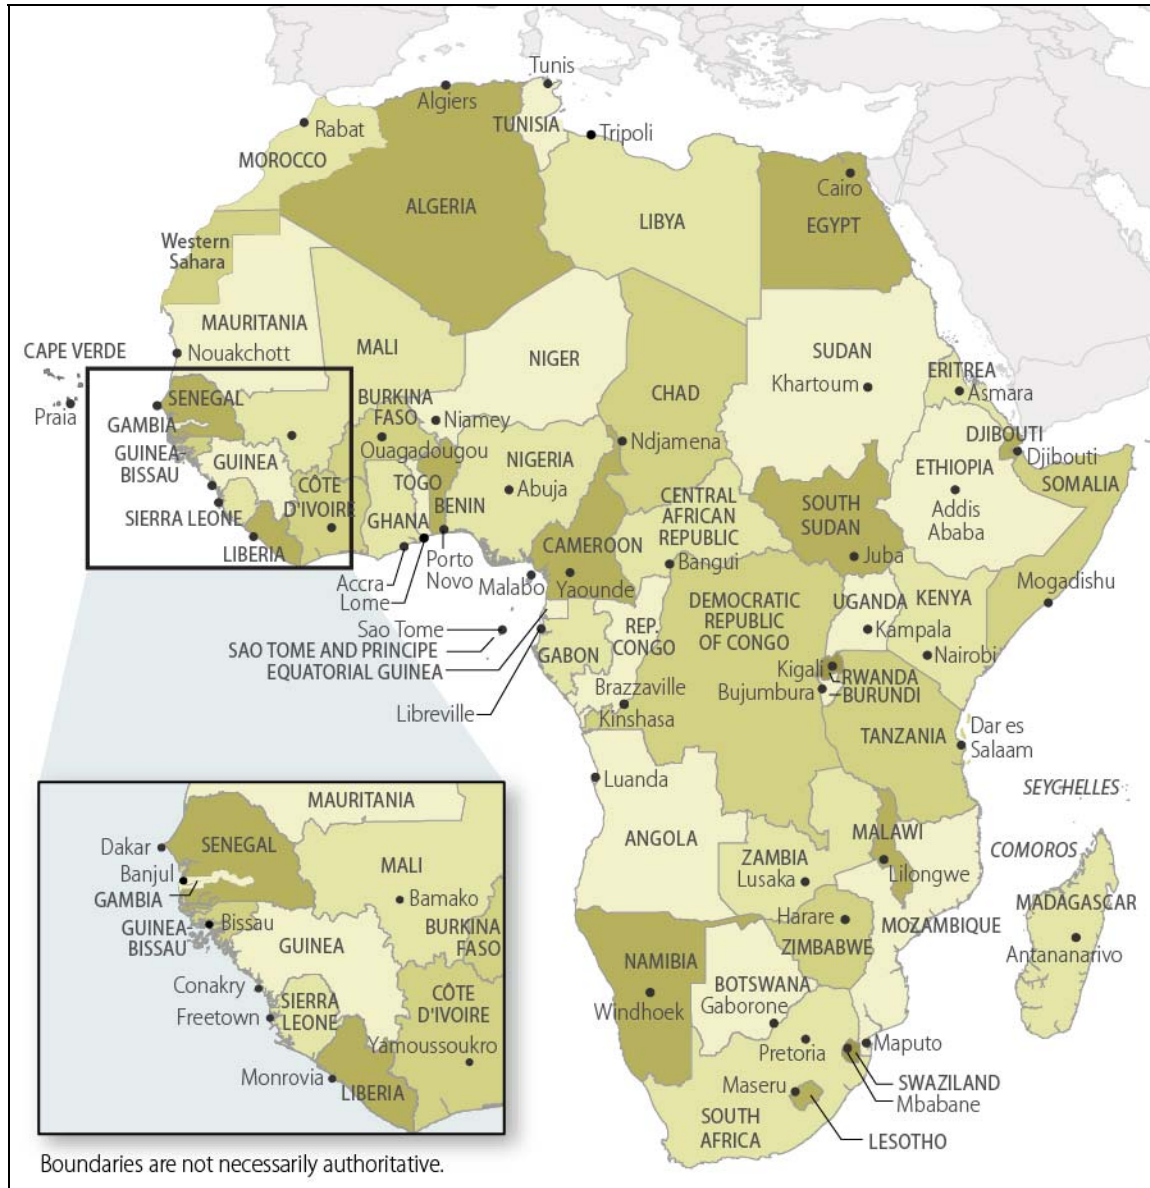 Tunis
Algiers
TUNISIA
Tripoli
Rabat
MOROCCO
Cairo
ALGERIA
LIBYA
EGYPT
Western
Sahara
MAURITANIA
CAPE VERDE
Nouakchott
MALI
NIGER
SUDAN
Khartoum
ERITREA
Asmara
CHAD
Praia
SENEGAL
GAMBIA
GUINEA-
BISSAU
GUINEA
SIERRA LEONE
LIBERIA
CÔTE
D'IVOIRE
BURKINA
FASO
Niamey
Ouagadougou
Ndjamena
DJIBOUTI
Djibouti
NIGERIA
Abuja
TOGO
BENIN
GHANA
ETHIOPIA
Addis
Ababa
SOMALIA
CENTRAL
AFRICAN
REPUBLIC
SOUTH
SUDAN
Juba
CAMEROON
Bangui
Yaounde
Porto
Novo
Malabo
Accra
Lome
Mogadishu
DEMOCRATIC
REPUBLIC
OF CONGO
UGANDA
KENYA
Kampala
Nairobi
Sao Tome
SAO TOME AND PRINCIPE
EQUATORIAL GUINEA
REP.
CONGO
GABON
Kigali
RWANDA
Bujumbura
BURUNDI
Brazzaville
Libreville
Kinshasa
TANZANIA
Dar es
Salaam
Luanda
SEYCHELLES
ANGOLA
MALAWI
COMOROS
ZAMBIA
Lusaka
Lilongwe
MADAGASCAR
Harare
MOZAMBIQUE
ZIMBABWE
Antananarivo
NAMIBIA
BOTSWANA
Gaborone
Windhoek
Pretoria
Maputo
Maseru
SWAZILAND
Mbabane
SOUTH
AFRICA
LESOTHO
MAURITANIA
Dakar
SENEGAL
MALI
Banjul
GAMBIA
Bamako
GUINEA-
BISSAU
Bissau
BURKINA
FASO
GUINEA
Conakry
SIERRA
LEONE
CÔTE
D'IVOIRE
Freetown
Yamoussoukro
Monrovia
LIBERIA
Boundaries are not necessarily authoritative.